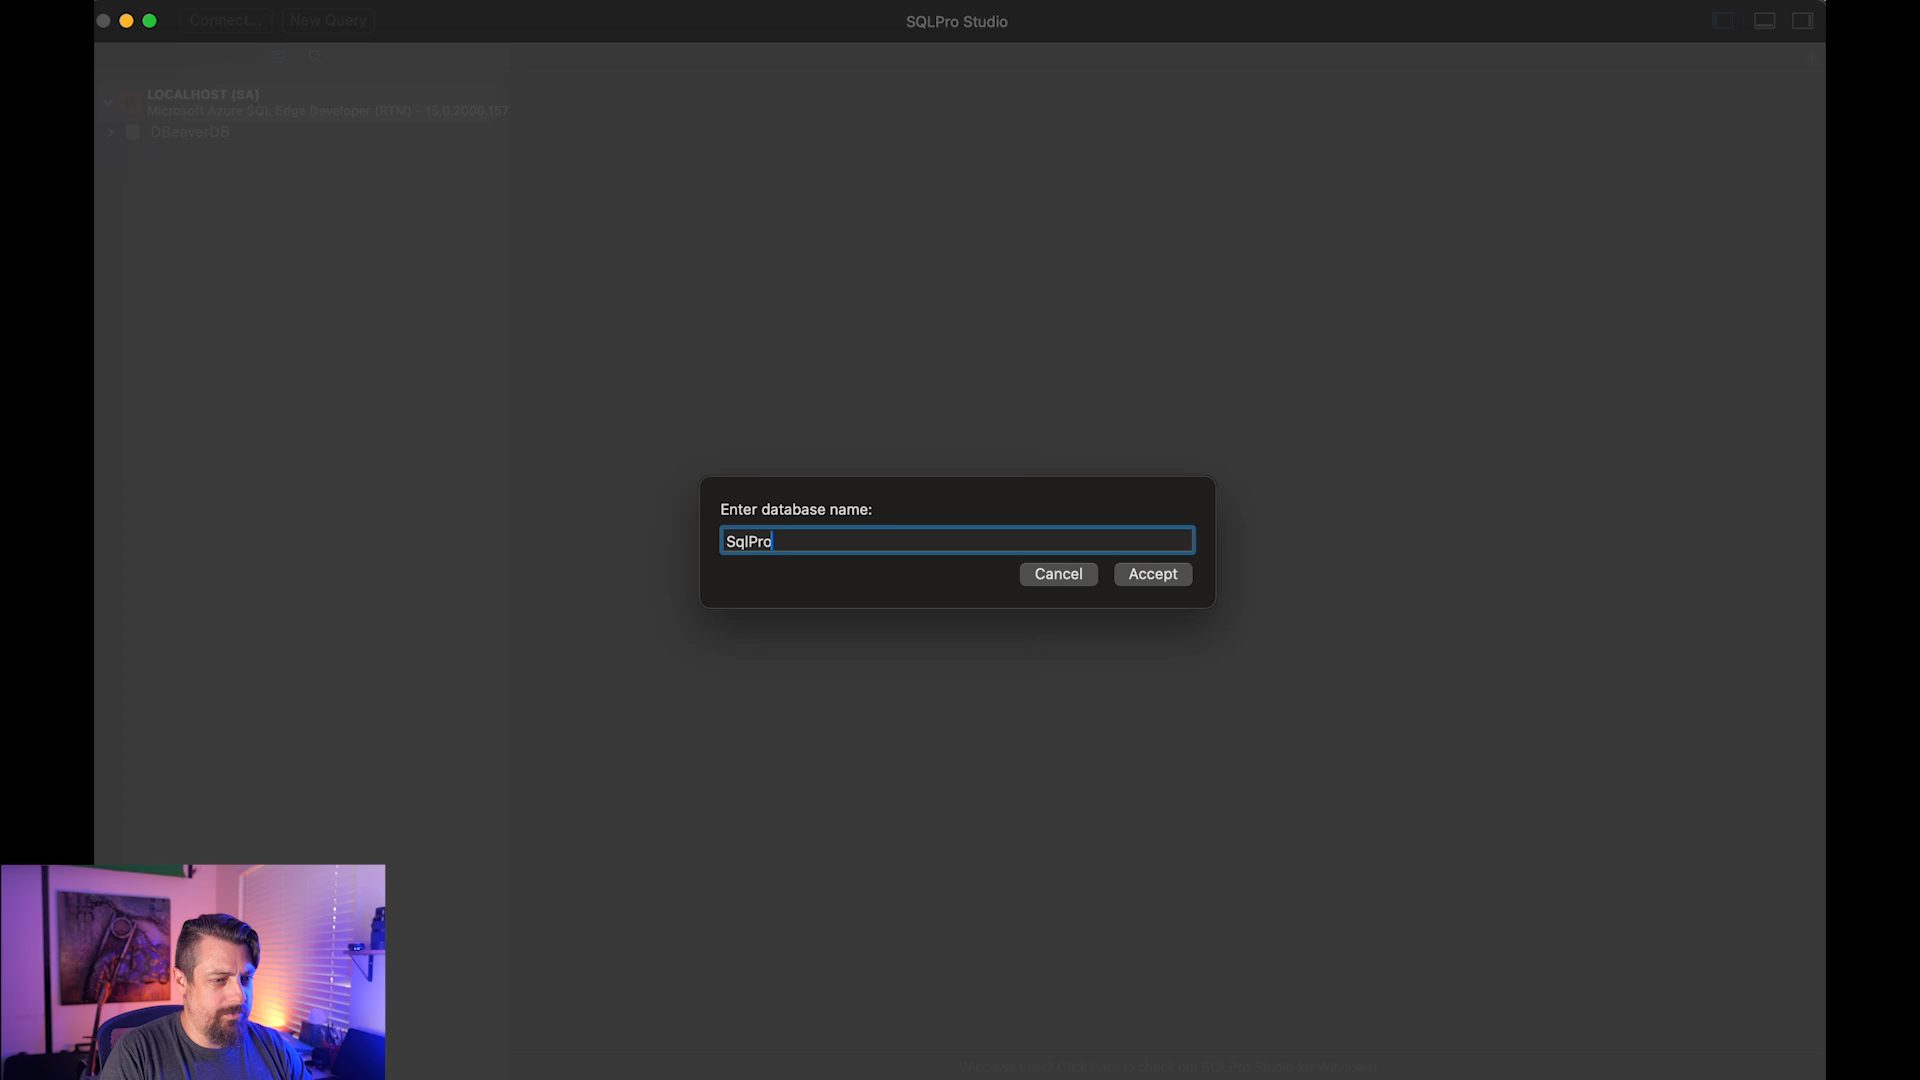 Connect...
New Query
SQLPro Studio
LOCALHOST (SA)
Microsoft Azure SQL Edge Developer (RTM) - 15.0.2000.157
DBeaverDB
Enter database name:
SqlPro
Cancel
Accept